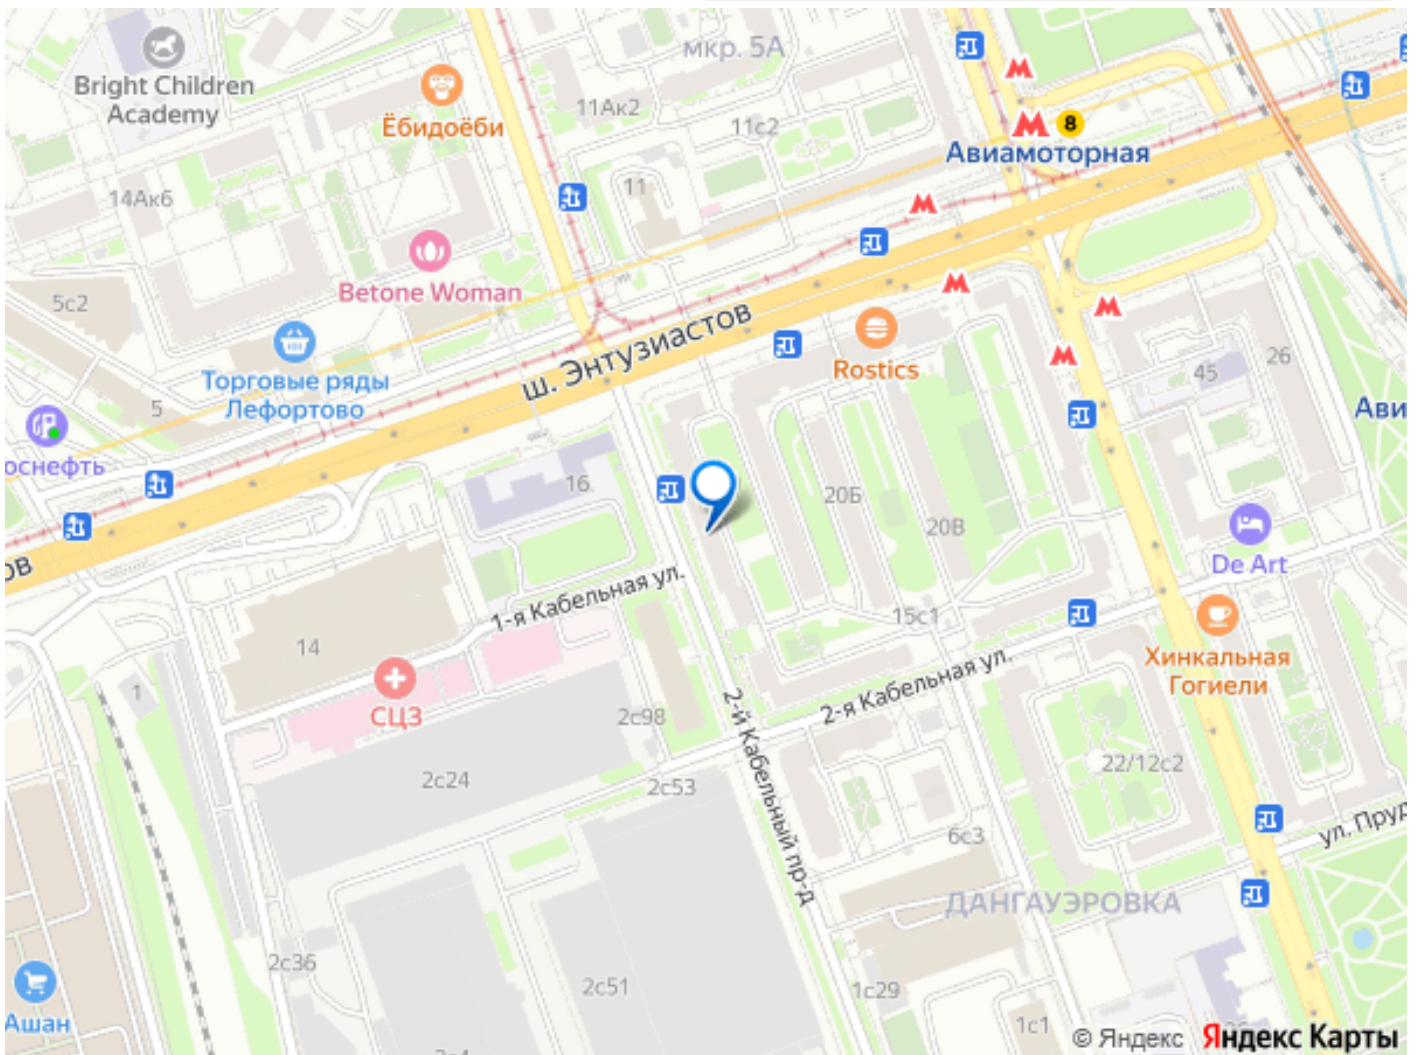 мкр. 5А
Bright Children
Academy
Ёбидоёби
11Ак2
11с2
8
Авиамоторная
14Ак6
11
5с2
Betone Woman
ш. Энтузиастов
Rostics
Торговые ряды
Лефортово
5
45
26
Ави
оснефть
16
20Б
20В
ов
De Art
1-я Кабельная ул.
15с1
14
СЦЗ
1
2-я Кабельная ул.
Хинкальная
Гогиели
2с98
2-й Кабельный пр-д
2с24
2с53
22/12с2
6с3
ул. Пруд
ДАНГАУЭРОВКА
2с36
2с51
1с29
Ашан
1с1
© Яндекс Яндекс Карты